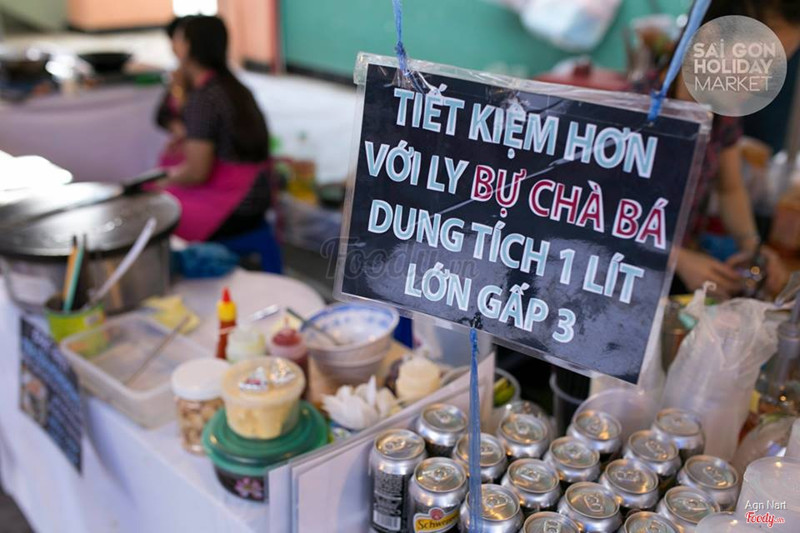 SÀI GÒN
HOLIDAY
MARKET
TIẾT KIỆM HƠN
VỚI LY BỰ CHÀ BÁ
DUNG TÍCH 1 LÍT
LỚN GẤP 3
Foody.vn
SCHWEPPES
Agn Nart
Foody.vn